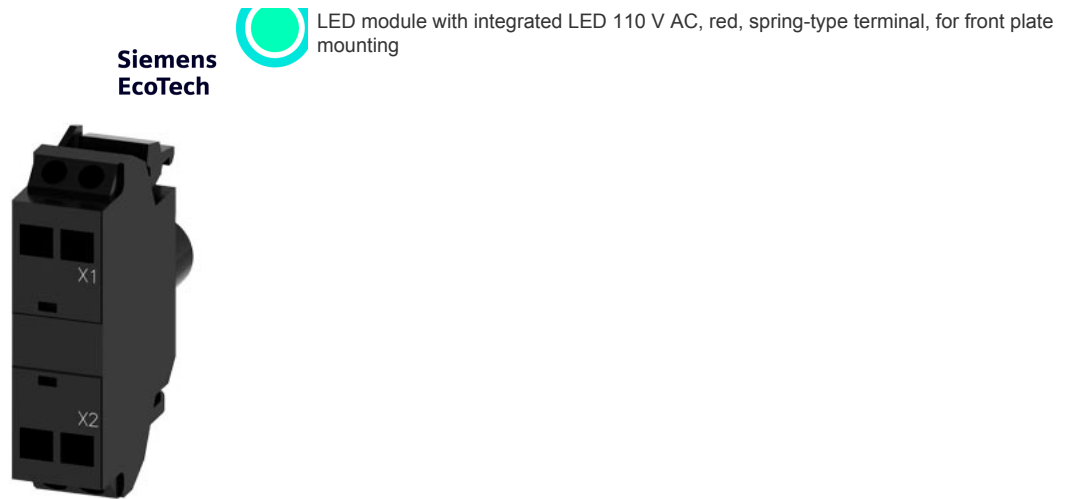 LED module with integrated LED 110 V AC, red, spring-type terminal, for front plate
mounting
Siemens
EcoTech
X1
X2